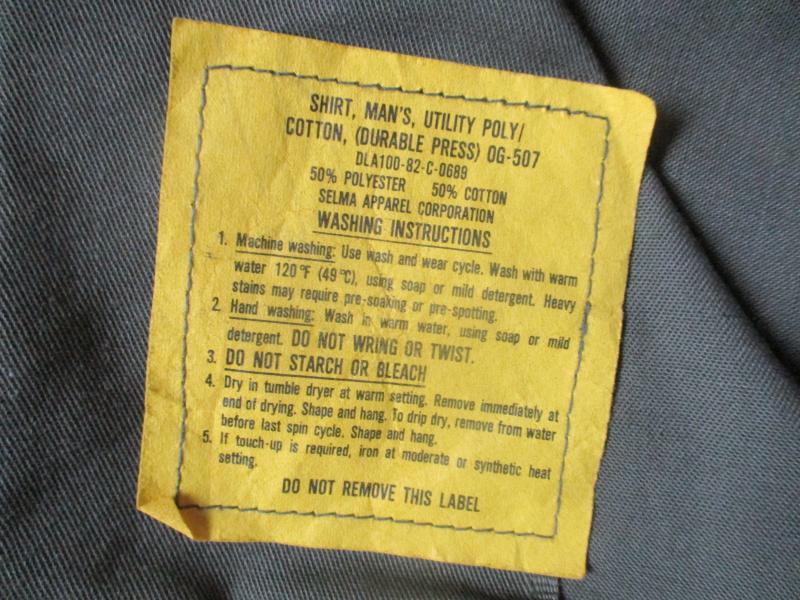 SHIRT, MAN'S, UTILITY POLY/
COTTON, (DURABLE PRESS) OG-507
DLA100-82-C-0689
50% POLYESTER 50% COTTON
SELMA APPAREL CORPORATION
WASHING INSTRUCTIONS
1. Machine washing: Use wash and wear cycle. Wash with warm
water 120°F (49°C), using soap or mild detergent. Heavy
stains may require pre-soaking or pre-spotting.
2. Hand washing: Wash in warm water, using soap or mild
detergent. DO NOT WRING OR TWIST.
3. DO NOT STARCH OR BLEACH
4. Dry in tumble dryer at warm setting. Remove immediately at
end of drying. Shape and hang. To drip dry, remove from water
before last spin cycle. Shape and hang.
5. If touch-up is required, iron at moderate or synthetic heat
setting.
DO NOT REMOVE THIS LABEL